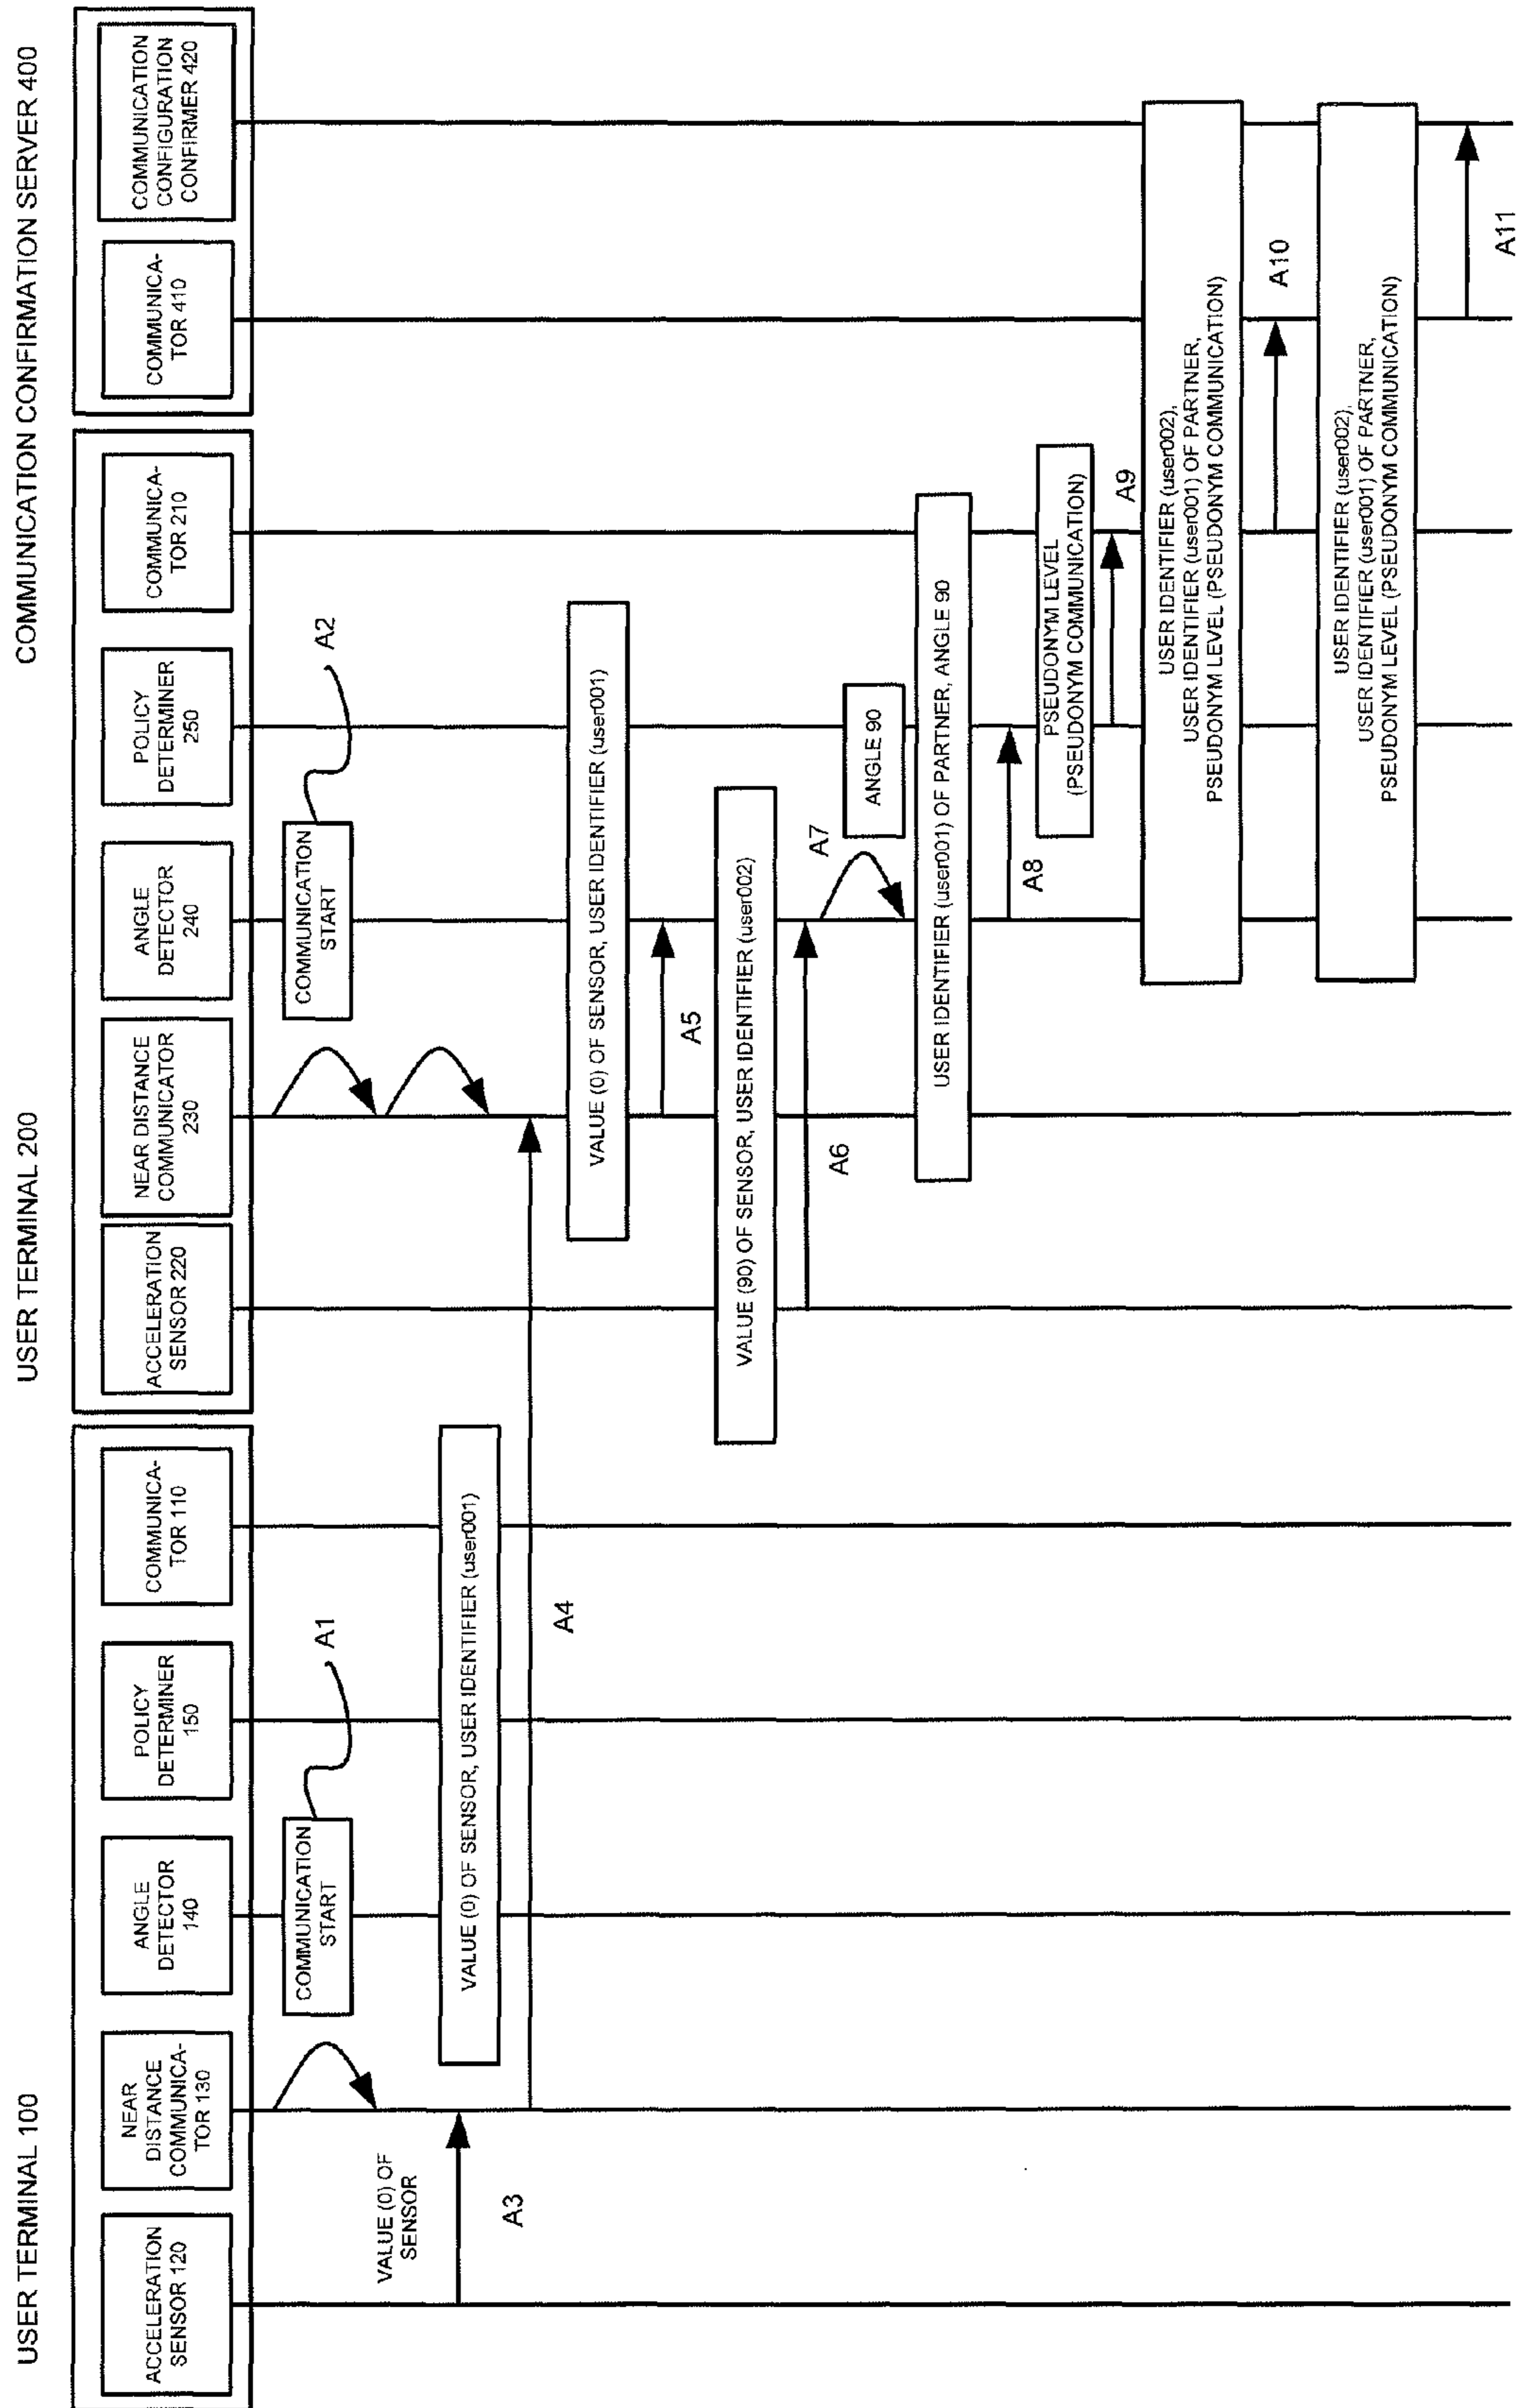 USER TERMINAL 100
USER TERMINAL 200
COMMUNICATION CONFIRMATION SERVER 400
ACCELERATION
SENSOR 120
NEAR
DISTANCE
COMMUNICA-
TOR 130
ANGLE
DETECTOR
140
POLICY
DETERMINER
150
COMMUNICA-
TOR 110
ACCELERATION
SENSOR 220
NEAR DISTANCE
COMMUNICATOR
230
ANGLE
DETECTOR
240
POLICY
DETERMINER
250
COMMUNICA-
TOR 210
COMMUNICA-
TOR 410
COMMUNICATION
CONFIGURATION
CONFIRMER 420
COMMUNICATION
START
A1
COMMUNICATION
START
A2
VALUE (0) OF
SENSOR
A3
VALUE (0) OF SENSOR, USER IDENTIFIER (user001)
A4
VALUE (0) OF SENSOR, USER IDENTIFIER (user001)
A5
VALUE (90) OF SENSOR, USER IDENTIFIER (user002)
A6
A7
ANGLE 90
USER IDENTIFIER (user001) OF PARTNER, ANGLE 90
A8
PSEUDONYM LEVEL
(PSEUDONYM COMMUNICATION)
A9
USER IDENTIFIER (user002),
USER IDENTIFIER (user001) OF PARTNER,
PSEUDONYM LEVEL (PSEUDONYM COMMUNICATION)
A10
USER IDENTIFIER (user002),
USER IDENTIFIER (user001) OF PARTNER,
PSEUDONYM LEVEL (PSEUDONYM COMMUNICATION)
A11